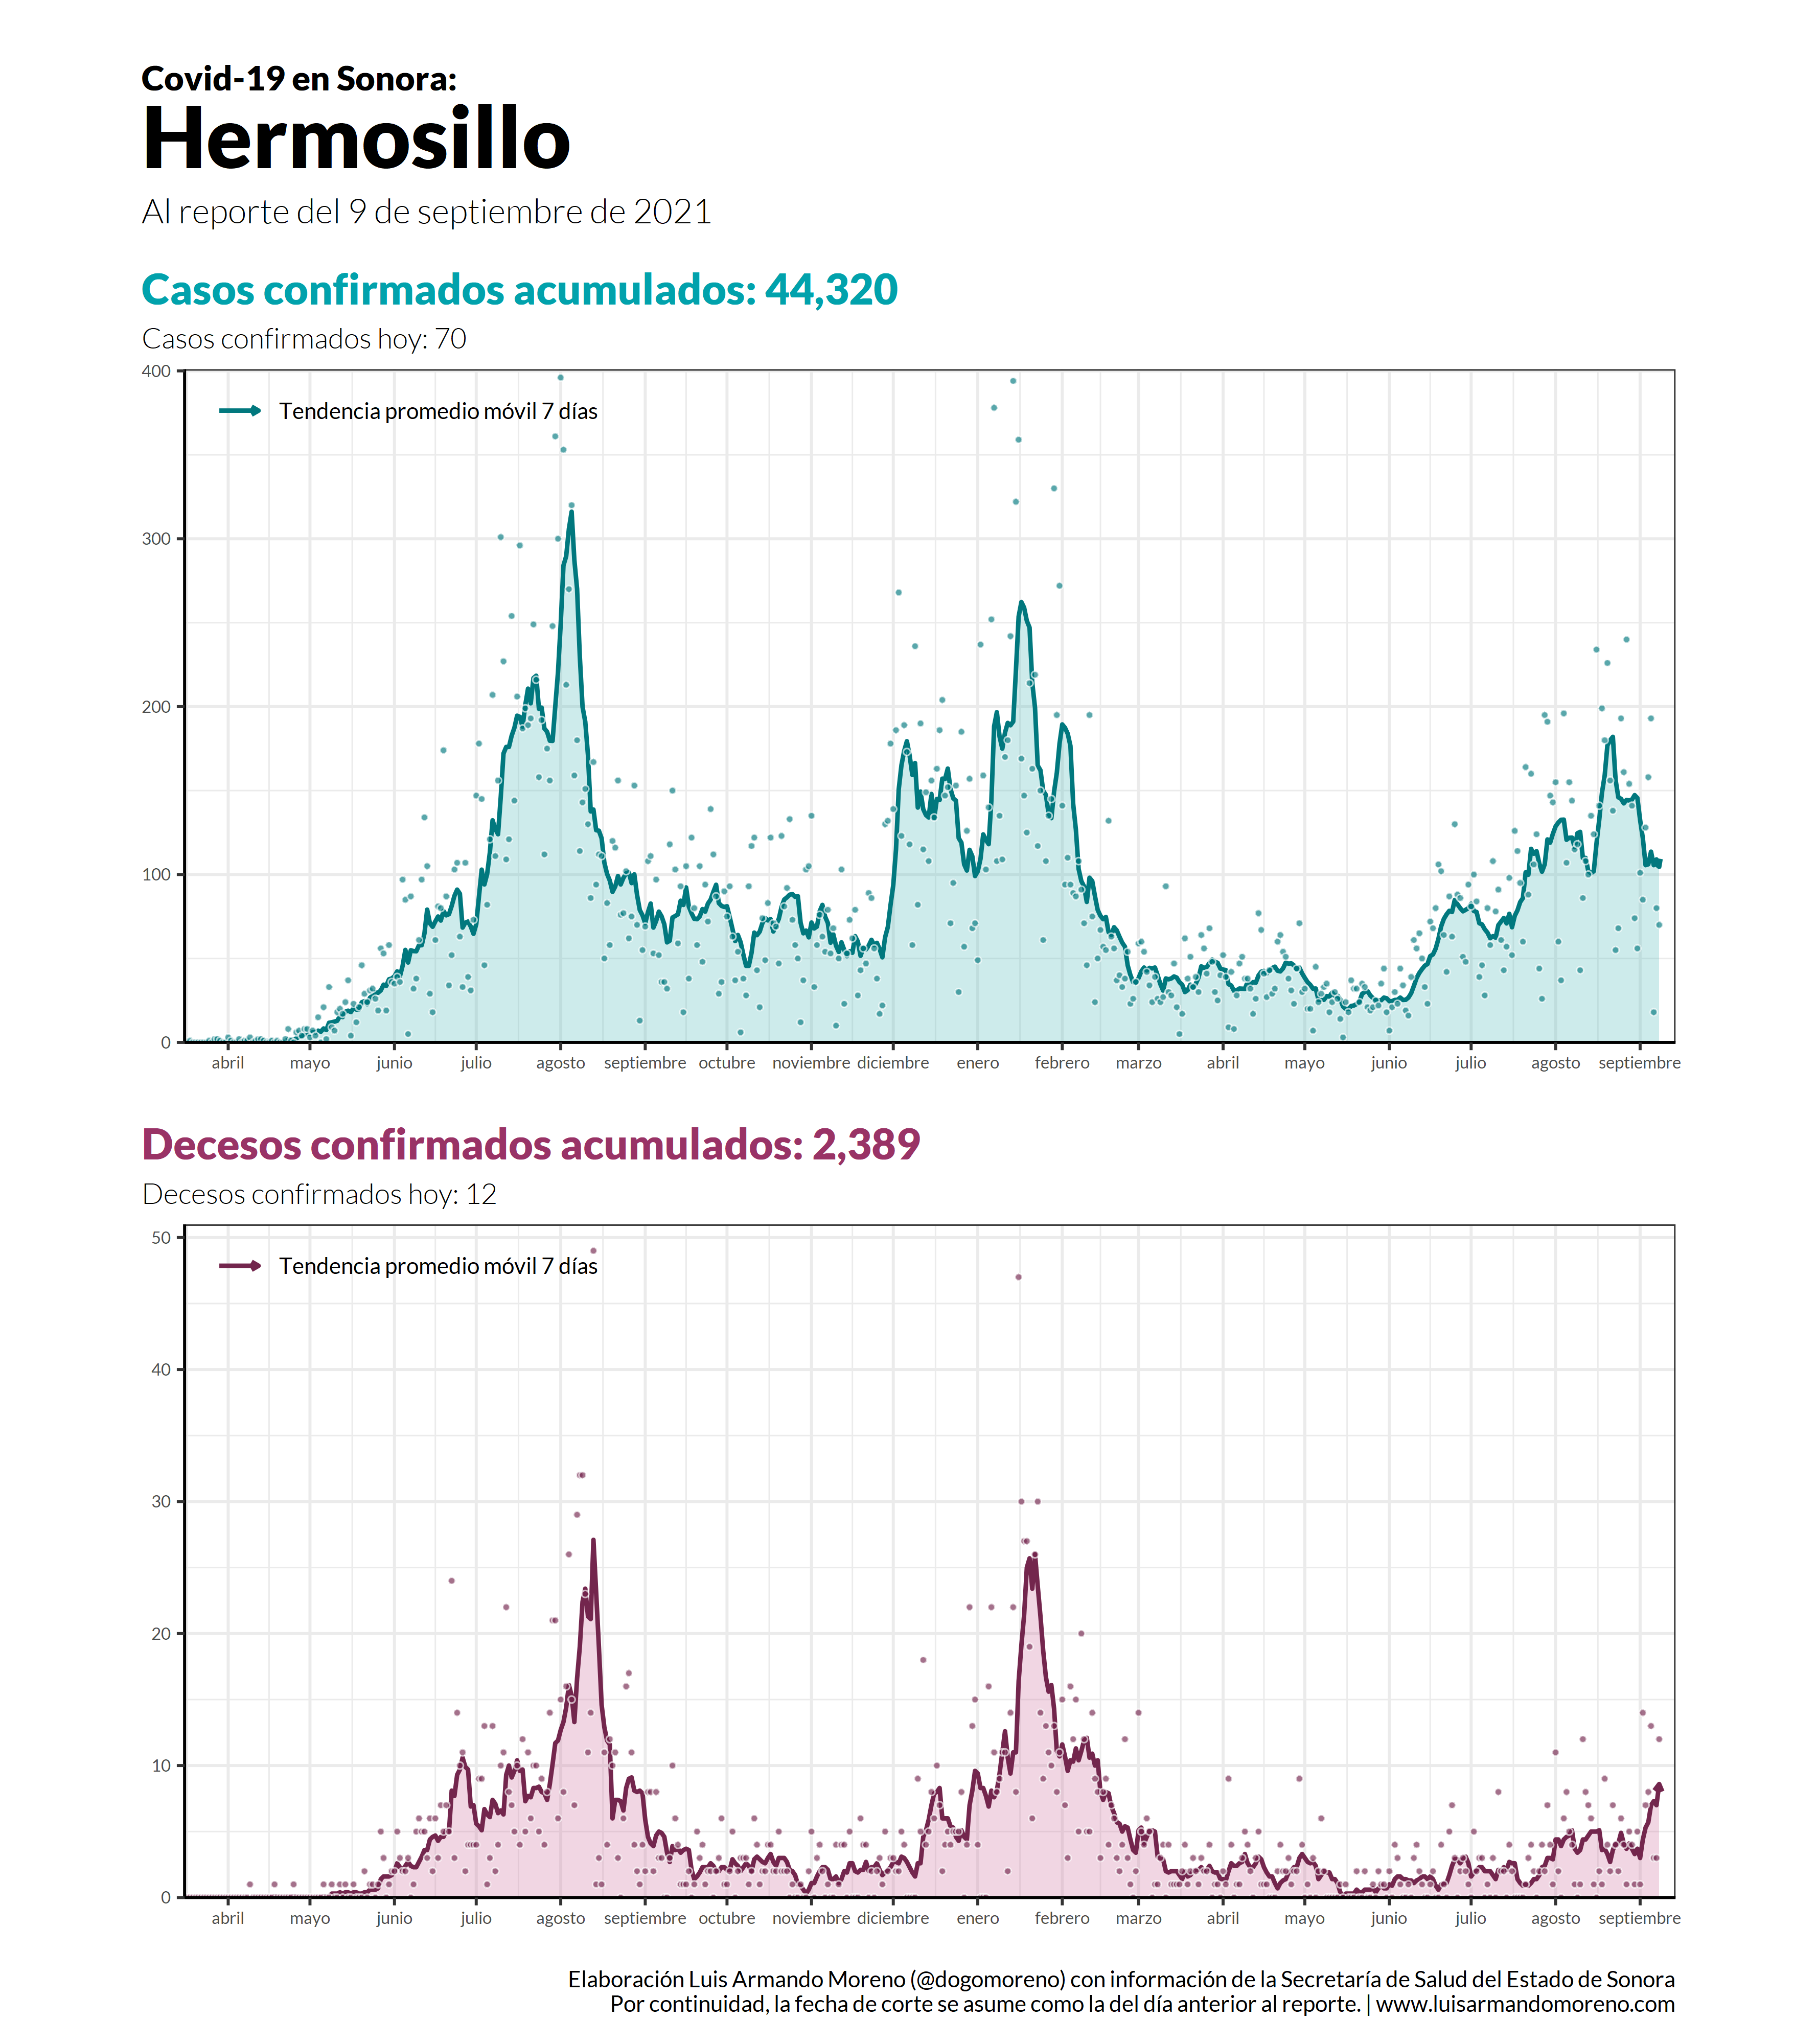 Covid-19 en Sonora:
Hermosillo
Al reporte del 9 de septiembre de 2021
Casos confirmados acumulados: 44,320
Casos confirmados hoy: 70
400
Tendencia promedio móvil 7 días
300
200
100
0
abril mayo junio julio agosto septiembre octubre noviembre diciembre enero febrero marzo abril mayo junio julio agosto septiembre
Decesos confirmados acumulados: 2,389
Decesos confirmados hoy: 12
50
Tendencia promedio móvil 7 días
40
30
20
10
0
abril mayo junio julio agosto septiembre octubre noviembre diciembre enero febrero marzo abril mayo junio julio agosto septiembre
Elaboración Luis Armando Moreno (@dogomoreno) con información de la Secretaría de Salud del Estado de Sonora
Por continuidad, la fecha de corte se asume como la del día anterior al reporte. | www.luisarmandomoreno.com